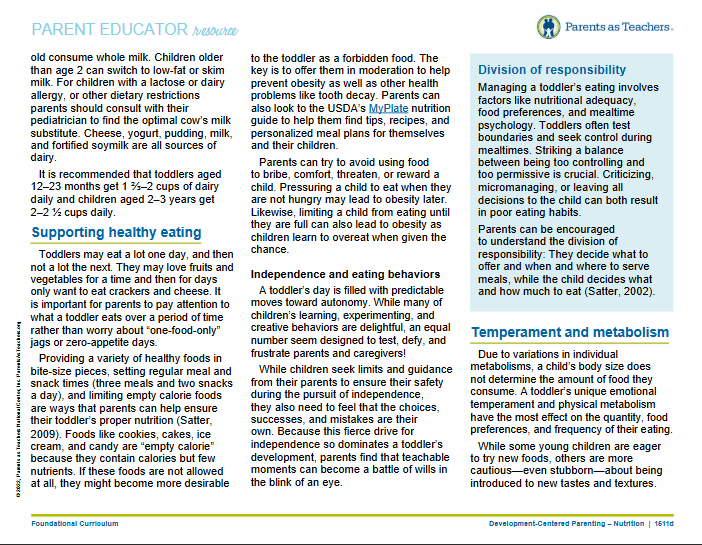 PARENT EDUCATOR resource
Parents as Teachers®
old consume whole milk. Children older
than age 2 can switch to low-fat or skim
milk. For children with a lactose or dairy
allergy, or other dietary restrictions
parents should consult with their
pediatrician to find the optimal cow's milk
substitute. Cheese, yogurt, pudding, milk,
and fortified soymilk are all sources of
dairy.
It is recommended that toddlers aged
12–23 months get 1 ⅔–2 cups of dairy
daily and children aged 2–3 years get
2–2 ½ cups daily.
Supporting healthy eating
Toddlers may eat a lot one day, and then
not a lot the next. They may love fruits and
vegetables for a time and then for days
only want to eat crackers and cheese. It
is important for parents to pay attention to
what a toddler eats over a period of time
rather than worry about “one-food-only”
jags or zero-appetite days.
Providing a variety of healthy foods in
bite-size pieces, setting regular meal and
snack times (three meals and two snacks
a day), and limiting empty calorie foods
are ways that parents can help ensure
their toddler's proper nutrition (Satter,
2009). Foods like cookies, cakes, ice
cream, and candy are “empty calorie”
because they contain calories but few
nutrients. If these foods are not allowed
at all, they might become more desirable
to the toddler as a forbidden food. The
key is to offer them in moderation to help
prevent obesity as well as other health
problems like tooth decay. Parents can
also look to the USDA's MyPlate nutrition
guide to help them find tips, recipes, and
personalized meal plans for themselves
and their children.
Parents can try to avoid using food
to bribe, comfort, threaten, or reward a
child. Pressuring a child to eat when they
are not hungry may lead to obesity later.
Likewise, limiting a child from eating until
they are full can also lead to obesity as
children learn to overeat when given the
chance.
Independence and eating behaviors
A toddler's day is filled with predictable
moves toward autonomy. While many of
children's learning, experimenting, and
creative behaviors are delightful, an equal
number seem designed to test, defy, and
frustrate parents and caregivers!
While children seek limits and guidance
from their parents to ensure their safety
during the pursuit of independence,
they also need to feel that the choices,
successes, and mistakes are their
own. Because this fierce drive for
independence so dominates a toddler's
development, parents find that teachable
moments can become a battle of wills in
the blink of an eye.
Division of responsibility
Managing a toddler's eating involves
factors like nutritional adequacy,
food preferences, and mealtime
psychology. Toddlers often test
boundaries and seek control during
mealtimes. Striking a balance
between being too controlling and
too permissive is crucial. Criticizing,
micromanaging, or leaving all
decisions to the child can both result
in poor eating habits.
Parents can be encouraged
to understand the division of
responsibility: They decide what to
offer and when and where to serve
meals, while the child decides what
and how much to eat (Satter, 2002).
Temperament and metabolism
Due to variations in individual
metabolisms, a child's body size does
not determine the amount of food they
consume. A toddler's unique emotional
temperament and physical metabolism
have the most effect on the quantity, food
preferences, and frequency of their eating.
While some young children are eager
to try new foods, others are more
cautious—even stubborn—about being
introduced to new tastes and textures.
Parents as Teachers National Center, Inc. ParentsAsTeachers.org
Foundational Curriculum
Development-Centered Parenting – Nutrition | 1511d